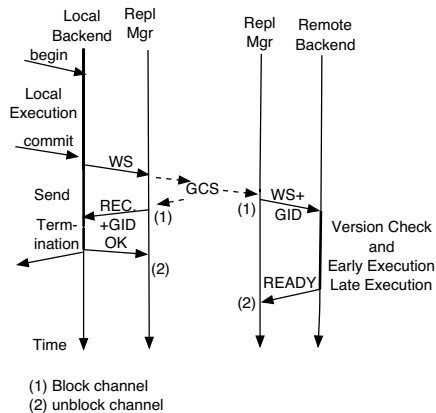 Local
Backend
Repl
Mgr
Repl
Mgr
Remote
Backend
begin
Local
Execution
commit
WS
GCS
WS+
GID
Send
REC.
+GID
(1)
(1)
Termi-
nation
OK
(2)
Version Check
and
Early Execution
Late Execution
READY
(2)
Time
(1) Block channel
(2) unblock channel